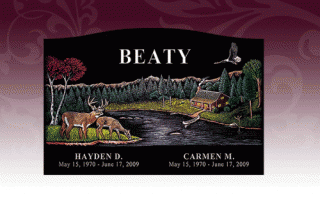 BEATY
HAYDEN D. CARMEN M.
May 15, 1970 - June 17, 2009 May 15, 1970 - June 17, 2009